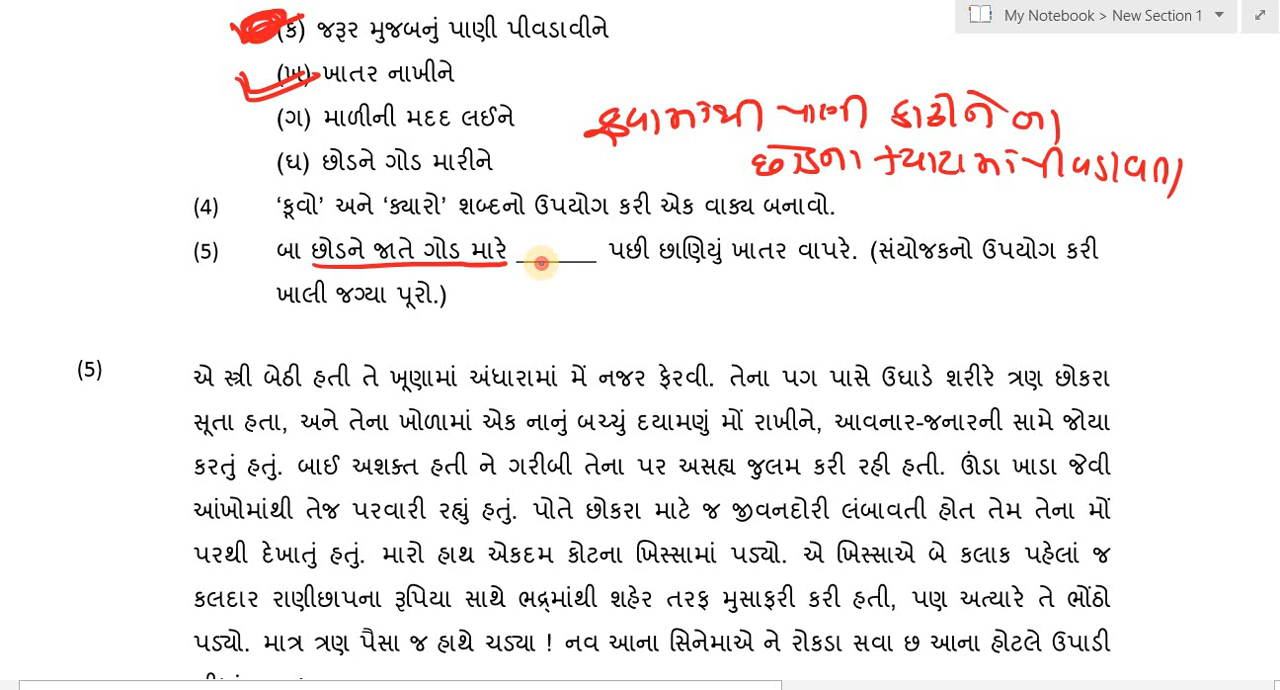 My Notebook > New Section 1
(ક) જરૂર મુજબનું પાણી પીવડાવીને
(ખ) ખાતર નાખીને
(ગ) માળીની મદદ લઈને
(ઘ) છોડને ગોડ મારીને
કૂવામાંથી પાણી કાઢીને બા
છોડના ક્યારામાં પીવડાવતા
(4) ‘કૂવો’ અને ‘ક્યારો’ શબ્દનો ઉપયોગ કરી એક વાક્ય બનાવો.
(5) બા છોડને જાતે ગોડ મારે ______ પછી છાણિયું ખાતર વાપરે. (સંયોજકનો ઉપયોગ કરી
ખાલી જગ્યા પૂરો.)
(5) એ સ્ત્રી બેઠી હતી તે ખૂણામાં અંધારામાં મેં નજર ફેરવી. તેના પગ પાસે ઉઘાડે શરીરે ત્રણ છોકરા
સૂતા હતા, અને તેના ખોળામાં એક નાનું બચ્ચું દયામણું મોં રાખીને, આવનાર-જનારની સામે જોયા
કરતું હતું. બાઈ અશક્ત હતી ને ગરીબી તેના પર અસહ્ય જુલમ કરી રહી હતી. ઊંડા ખાડા જેવી
આંખોમાંથી તેજ પરવારી રહ્યું હતું. પોતે છોકરા માટે જ જીવનદોરી લંબાવતી હોત તેમ તેના મોં
પરથી દેખાતું હતું. મારો હાથ એકદમ કોટના ખિસ્સામાં પડ્યો. એ ખિસ્સાએ બે કલાક પહેલાં જ
કલદાર રાણીછાપના રૂપિયા સાથે ભદ્રમાંથી શહેર તરફ મુસાફરી કરી હતી, પણ અત્યારે તે ભોંઠો
પડ્યો. માત્ર ત્રણ પૈસા જ હાથે ચડ્યા ! નવ આના સિનેમાએ ને રોકડા સવા છ આના હોટલે ઉપાડી